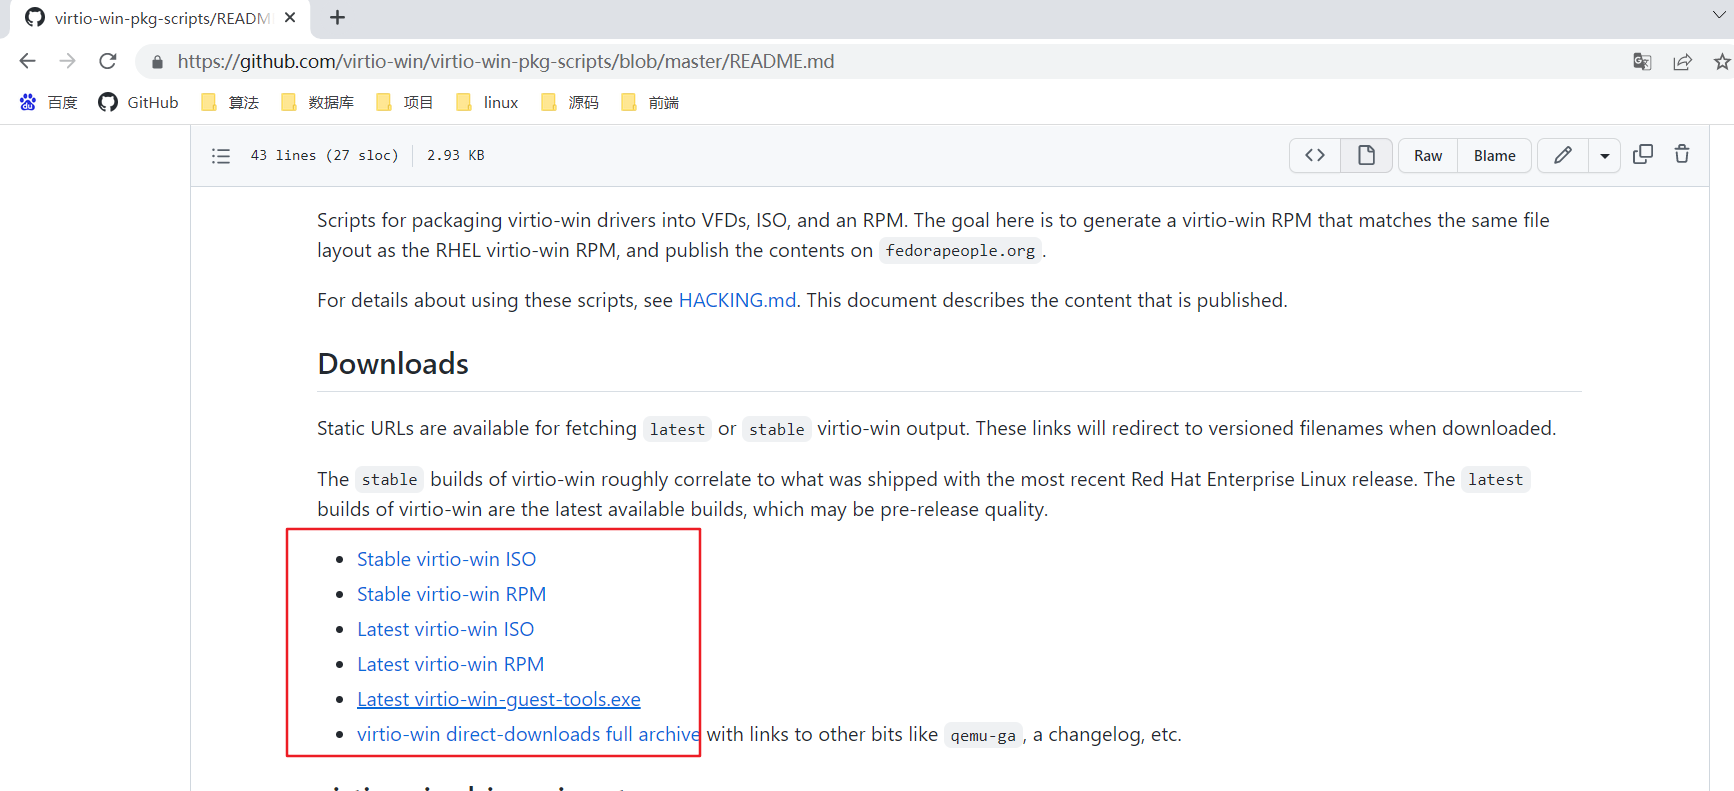 virtio-win-pkg-scripts/READM
https://github.com/virtio-win/virtio-win-pkg-scripts/blob/master/README.md
百度 GitHub 算法 数据库 项目 linux 源码 前端
43 lines (27 sloc) 2.93 KB Raw Blame
Scripts for packaging virtio-win drivers into VFDs, ISO, and an RPM. The goal here is to generate a virtio-win RPM that matches the same file
layout as the RHEL virtio-win RPM, and publish the contents on fedorapeople.org.
For details about using these scripts, see HACKING.md. This document describes the content that is published.
Downloads
Static URLs are available for fetching latest or stable virtio-win output. These links will redirect to versioned filenames when downloaded.
The stable builds of virtio-win roughly correlate to what was shipped with the most recent Red Hat Enterprise Linux release. The latest
builds of virtio-win are the latest available builds, which may be pre-release quality.
• Stable virtio-win ISO
• Stable virtio-win RPM
• Latest virtio-win ISO
• Latest virtio-win RPM
• Latest virtio-win-guest-tools.exe
• virtio-win direct-downloads full archive with links to other bits like qemu-ga, a changelog, etc.